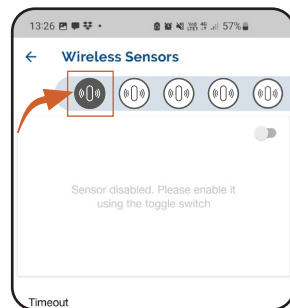 13:26
57%
Wireless Sensors
Sensor disabled. Please enable it
using the toggle switch
Timeout